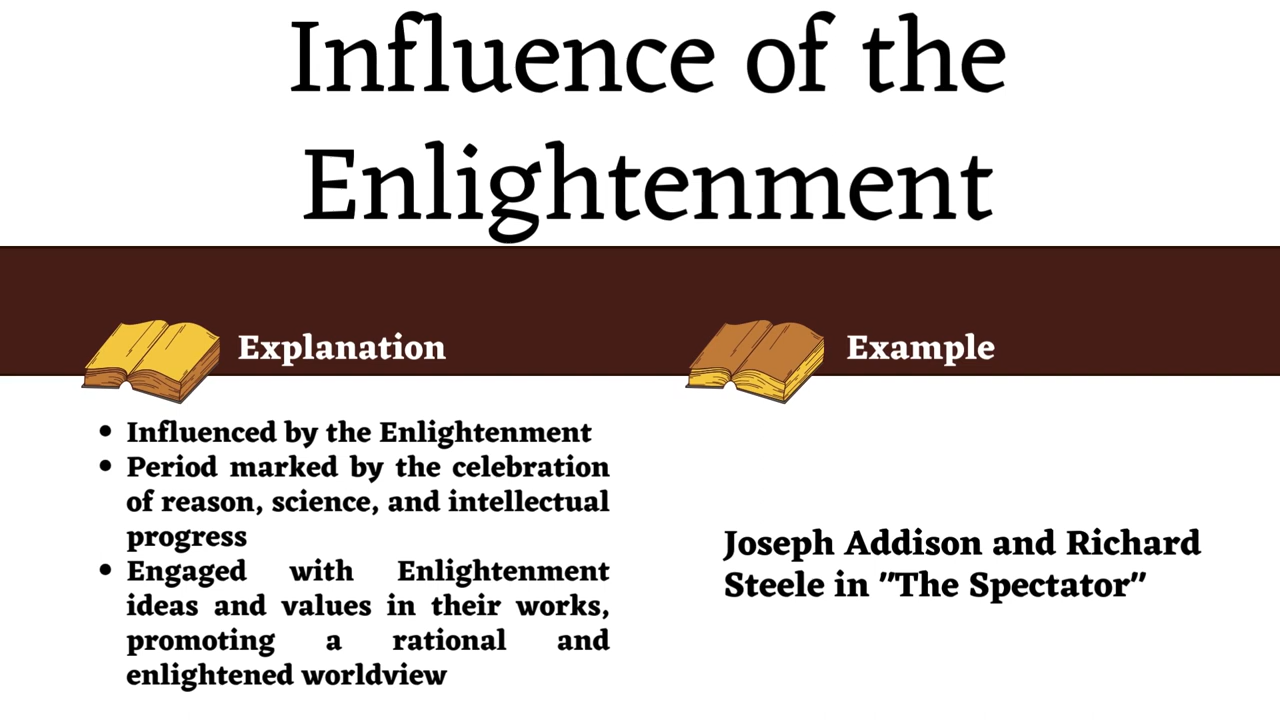 Influence of the
Enlightenment
Explanation
• Influenced by the Enlightenment
• Period marked by the celebration
of reason, science, and intellectual
progress
• Engaged with Enlightenment
ideas and values in their works,
promoting a rational and
enlightened worldview
Example
Joseph Addison and Richard
Steele in "The Spectator"